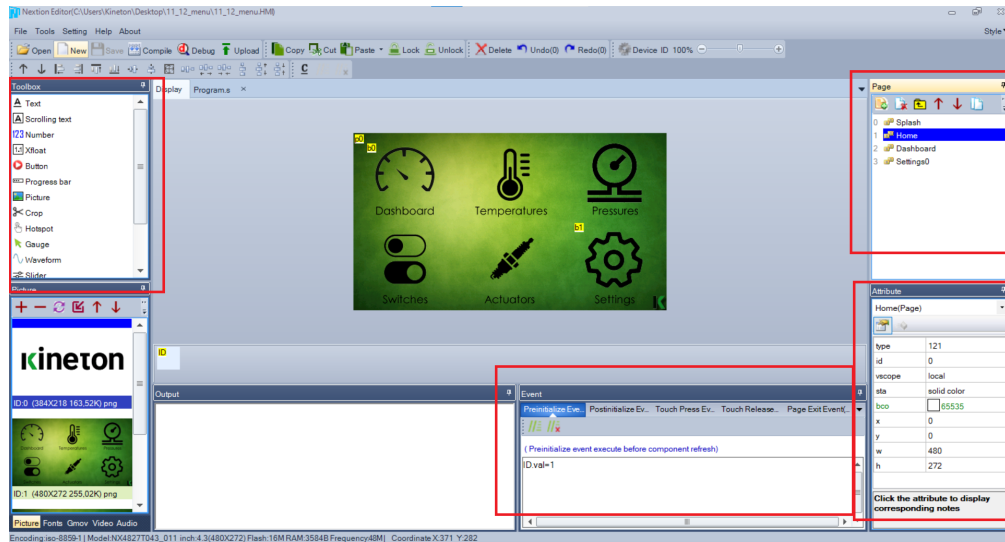 Nextion Editor(C:\Users\Kineton\Desktop\11_12_menu\11_12_menu.HMI)
File Tools Setting Help About
Style
Open New Save Compile Debug Upload Copy Cut Paste Lock Unlock Delete Undo(0) Redo(0) Device ID 100%
Toolbox
A Text
A Scrolling text
123 Number
1.1 Xfloat
Button
Progress bar
Picture
Crop
Hotspot
Gauge
Waveform
Slider
Picture
kineton
ID:0 (384X218 163,52K) png
Dashboard Temperatures Pressures
Switches Actuators Settings
ID:1 (480X272 255,02K) png
Picture Fonts Gmov Video Audio
Display Program.s
p0
b0
Dashboard Temperatures Pressures
b1
Switches Actuators Settings
ID
Output
Event
Preinitialize Eve... Postinitialize Ev... Touch Press Ev... Touch Release... Page Exit Event(...
( Preinitialize event execute before component refresh)
ID.val=1
Page
0 Splash
1 Home
2 Dashboard
3 Settings0
Attribute
Home(Page)
type 121
id 0
vscope local
sta solid color
bco 65535
x 0
y 0
w 480
h 272
Click the attribute to display
corresponding notes
Encoding:iso-8859-1 | Model:NX4827T043_011 inch:4.3(480X272) Flash:16M RAM:3584B Frequency:48M | Coordinate X:371 Y:282